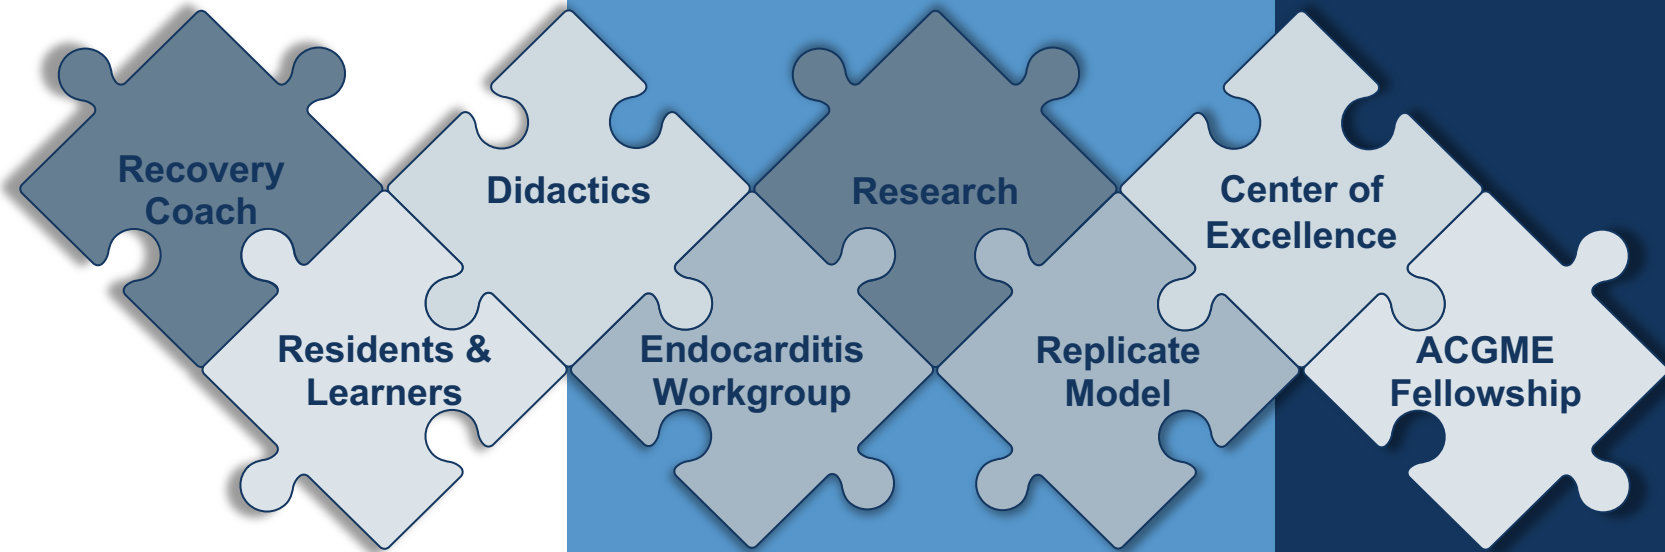 Recovery
Coach
Didactics
Research
Center of
Excellence
Residents &
Learners
Endocarditis
Workgroup
Replicate
Model
ACGME
Fellowship